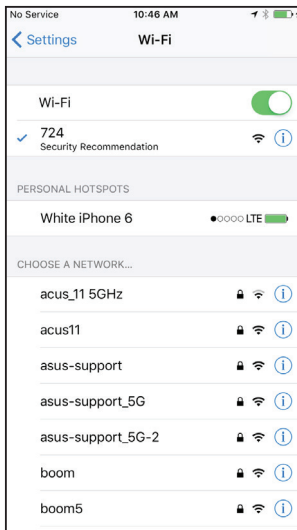 No Service 10:46 AM
Settings Wi-Fi
Wi-Fi
724
Security Recommendation
PERSONAL HOTSPOTS
White iPhone 6 LTE
CHOOSE A NETWORK...
acus_11 5GHz
acus11
asus-support
asus-support_5G
asus-support_5G-2
boom
boom5